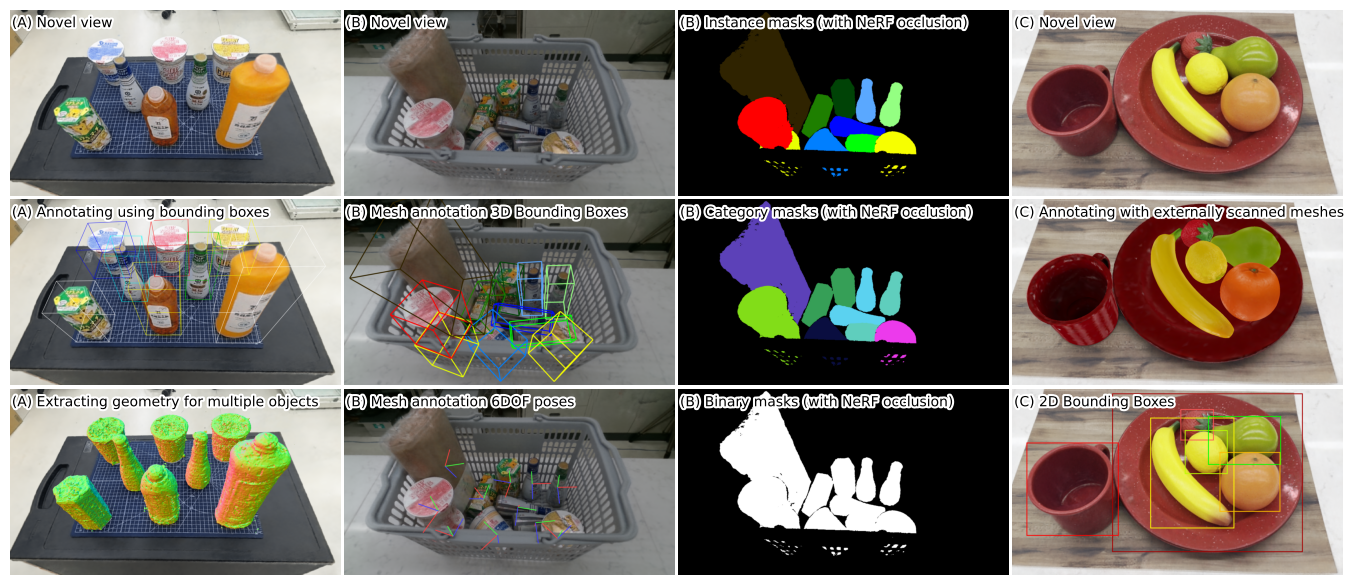 (A) Novel view
(B) Novel view
(B) Instance masks (with NeRF occlusion)
(C) Novel view
(A) Annotating using bounding boxes
(B) Mesh annotation 3D Bounding Boxes
(B) Category masks (with NeRF occlusion)
(C) Annotating with externally scanned meshes
(A) Extracting geometry for multiple objects
(B) Mesh annotation 6DOF poses
(B) Binary masks (with NeRF occlusion)
(C) 2D Bounding Boxes